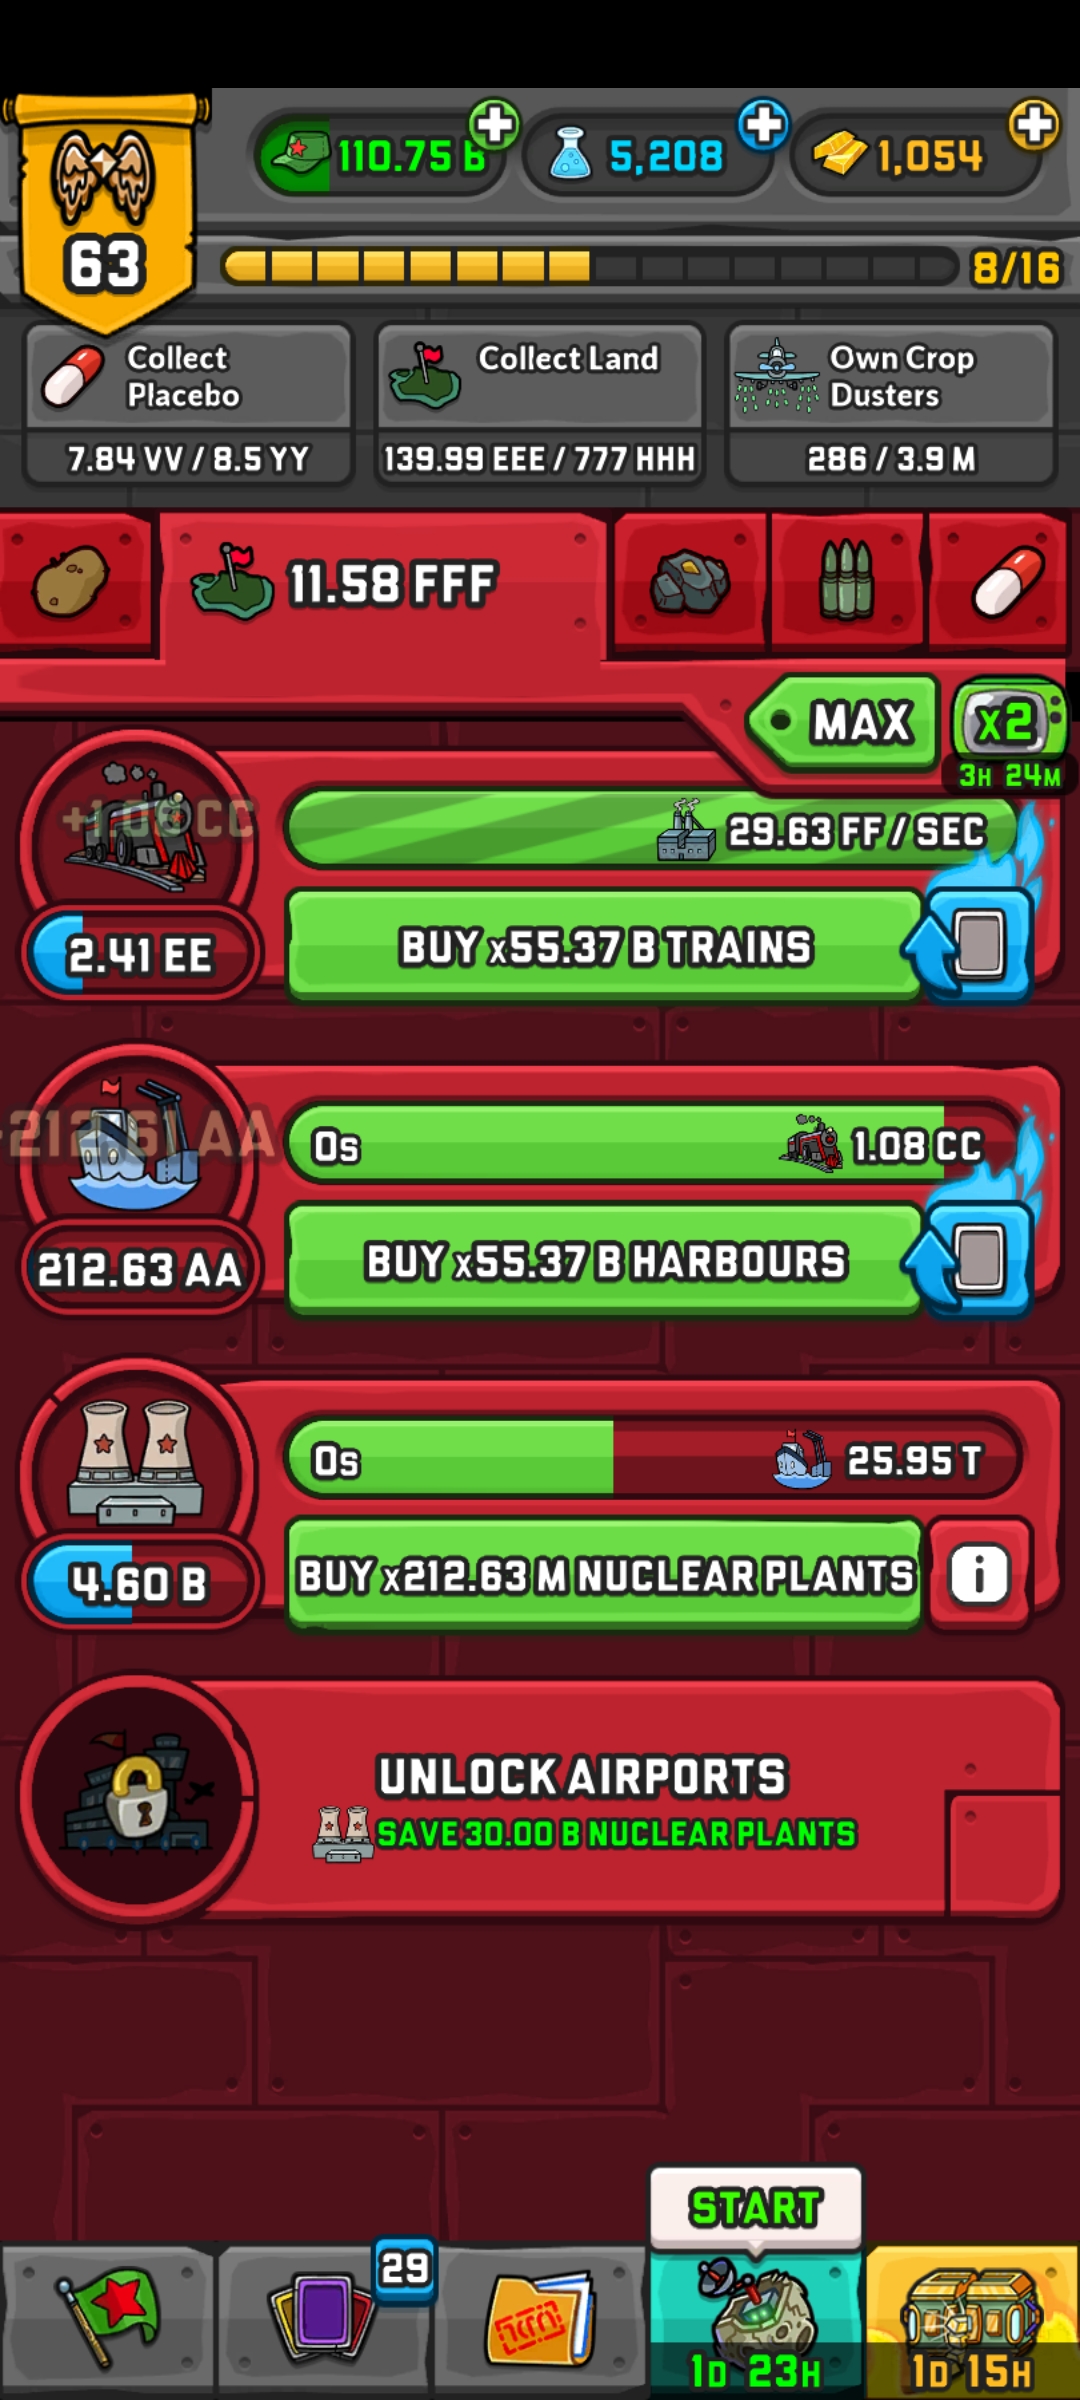 110.75 B
5,208
1,054
63
8/16
Collect
Placebo
7.84 VV / 8.5 YY
Collect Land
139.99 EEE / 777 HHH
Own Crop
Dusters
286 / 3.9 M
11.58 FFF
MAX
x2
3H 24M
+1.08 CC
29.63 FF / SEC
2.41 EE
BUY x55.37 B TRAINS
212.61 AA
0s
1.08 CC
212.63 AA
BUY x55.37 B HARBOURS
0s
25.95 T
4.60 B
BUY x212.63 M NUCLEAR PLANTS
i
UNLOCK AIRPORTS
SAVE 30.00 B NUCLEAR PLANTS
START
29
1D 23H
1D 15H